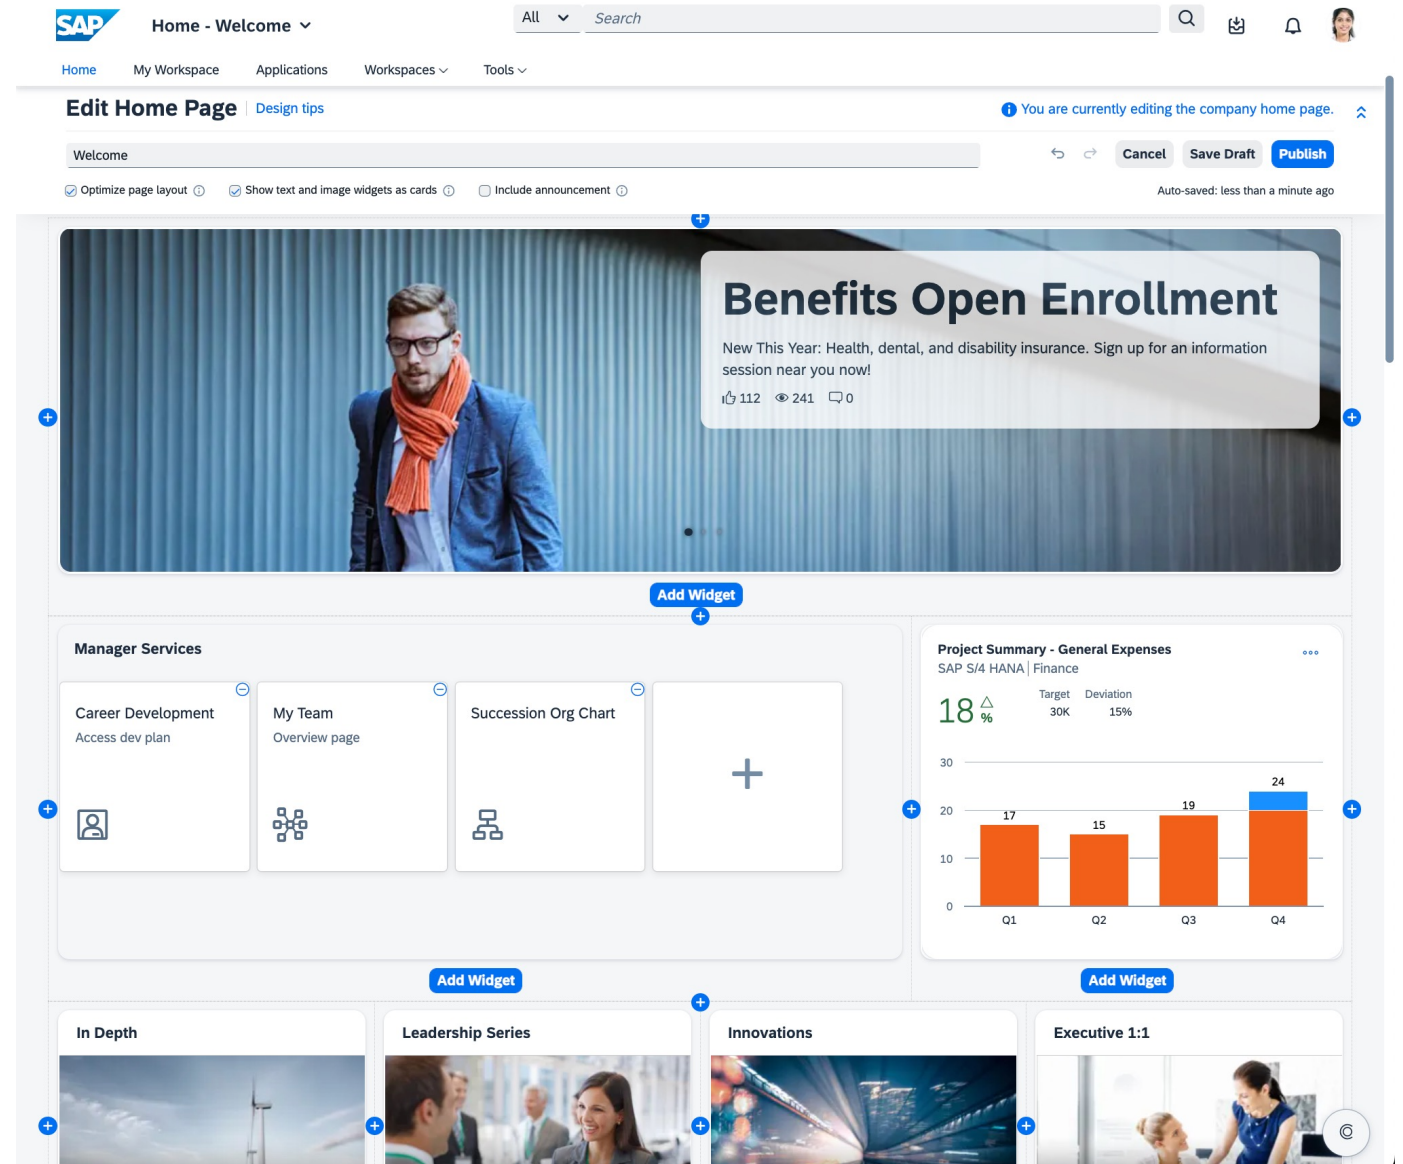 SAP
Home - Welcome
All
Search
Home
My Workspace
Applications
Workspaces
Tools
Edit Home Page
Design tips
You are currently editing the company home page.
Welcome
Cancel
Save Draft
Publish
Optimize page layout
Show text and image widgets as cards
Include announcement
Auto-saved: less than a minute ago
Benefits Open Enrollment
New This Year: Health, dental, and disability insurance. Sign up for an information
session near you now!
112
241
0
Add Widget
Manager Services
Career Development
Access dev plan
My Team
Overview page
Succession Org Chart
Project Summary - General Expenses
SAP S/4 HANA | Finance
18 %
Target
30K
Deviation
15%
30
20
10
0
17
15
19
24
Q1
Q2
Q3
Q4
Add Widget
Add Widget
In Depth
Leadership Series
Innovations
Executive 1:1